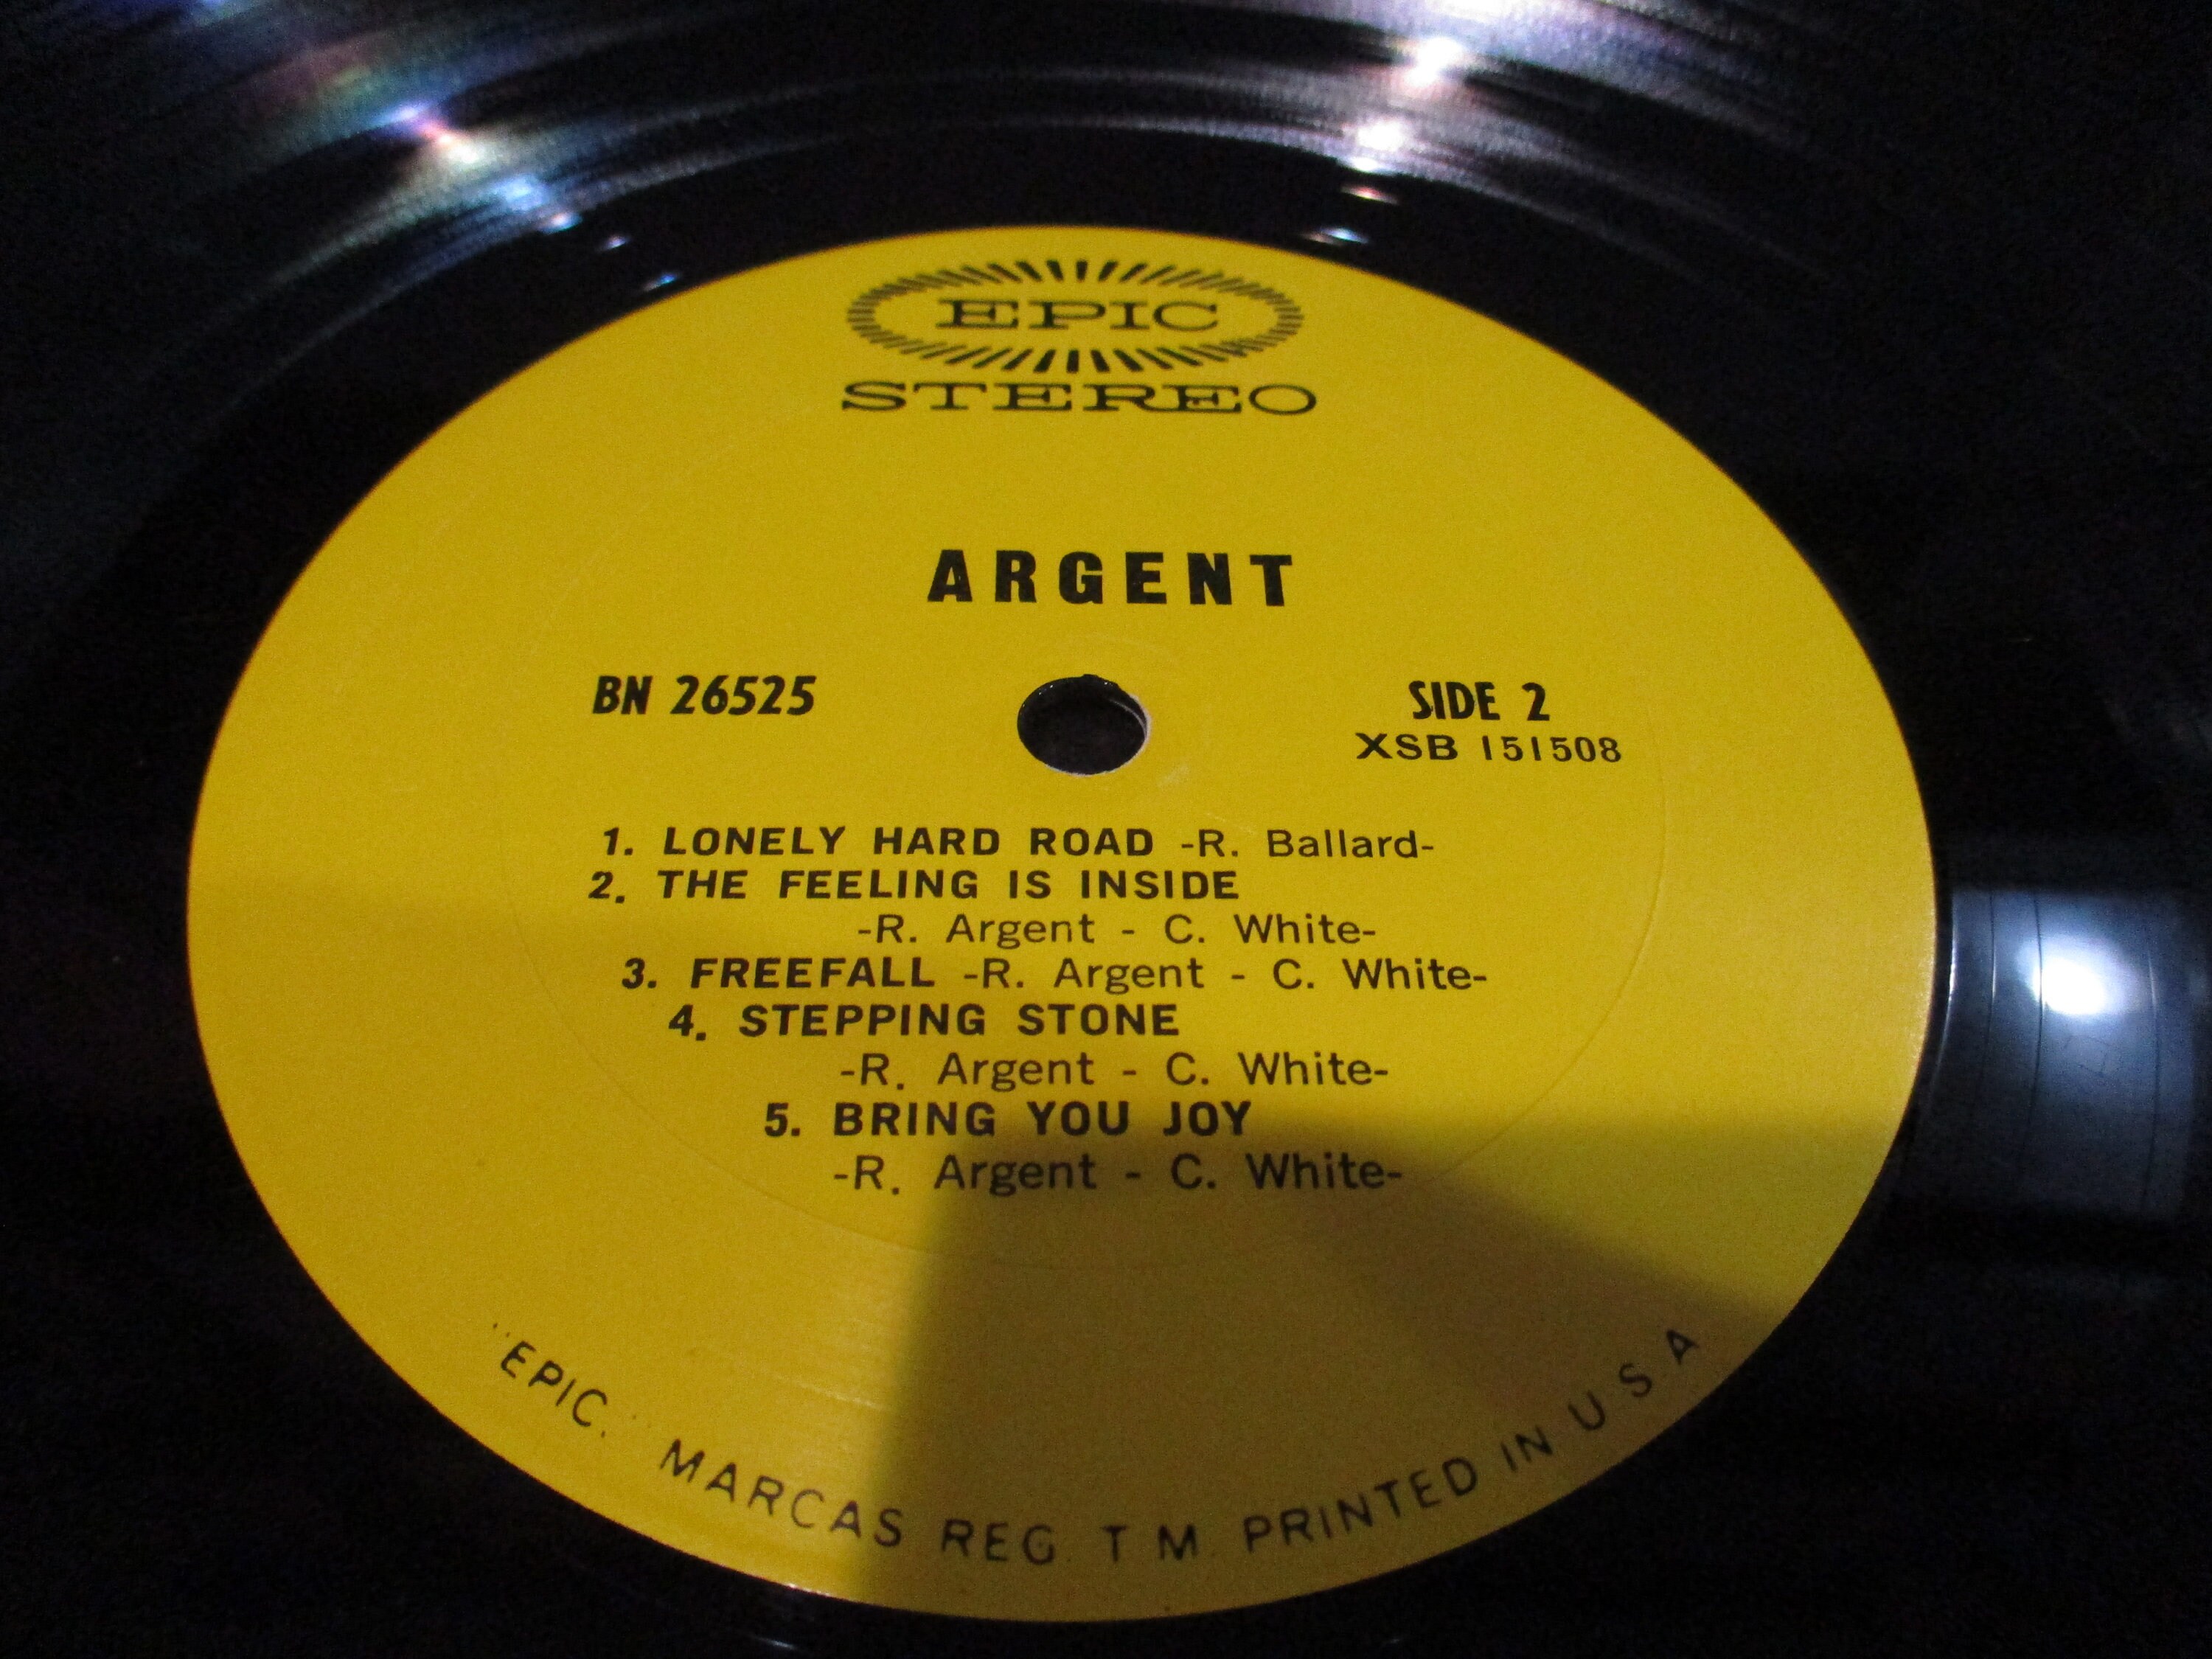 EPIC
STEREO
ARGENT
BN 26525
SIDE 2
XSB 151508
1. LONELY HARD ROAD -R. Ballard-
2. THE FEELING IS INSIDE
-R. Argent - C. White-
3. FREEFALL -R. Argent - C. White-
4. STEPPING STONE
-R. Argent - C. White-
5. BRING YOU JOY
-R. Argent - C. White-
"EPIC." MARCAS REG. T M PRINTED IN U S A